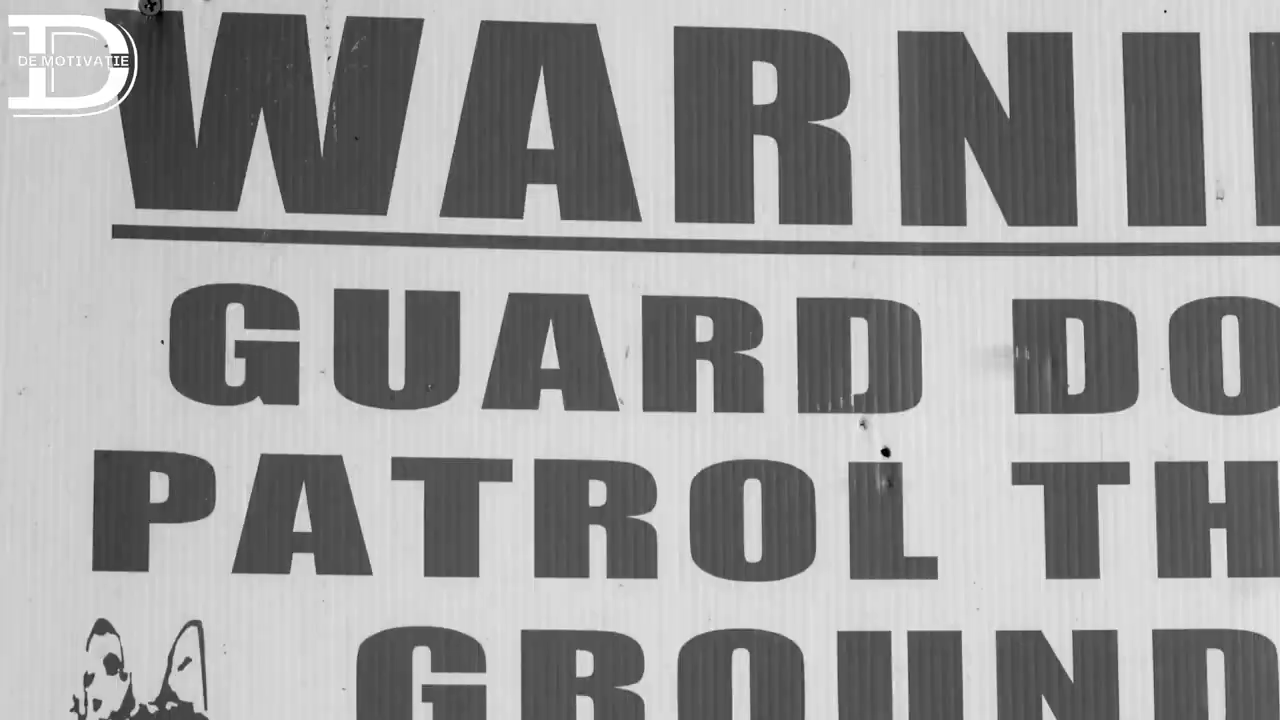 DE MOTIVATIE
WARNI
GUARD DO
PATROL TH
GROUND